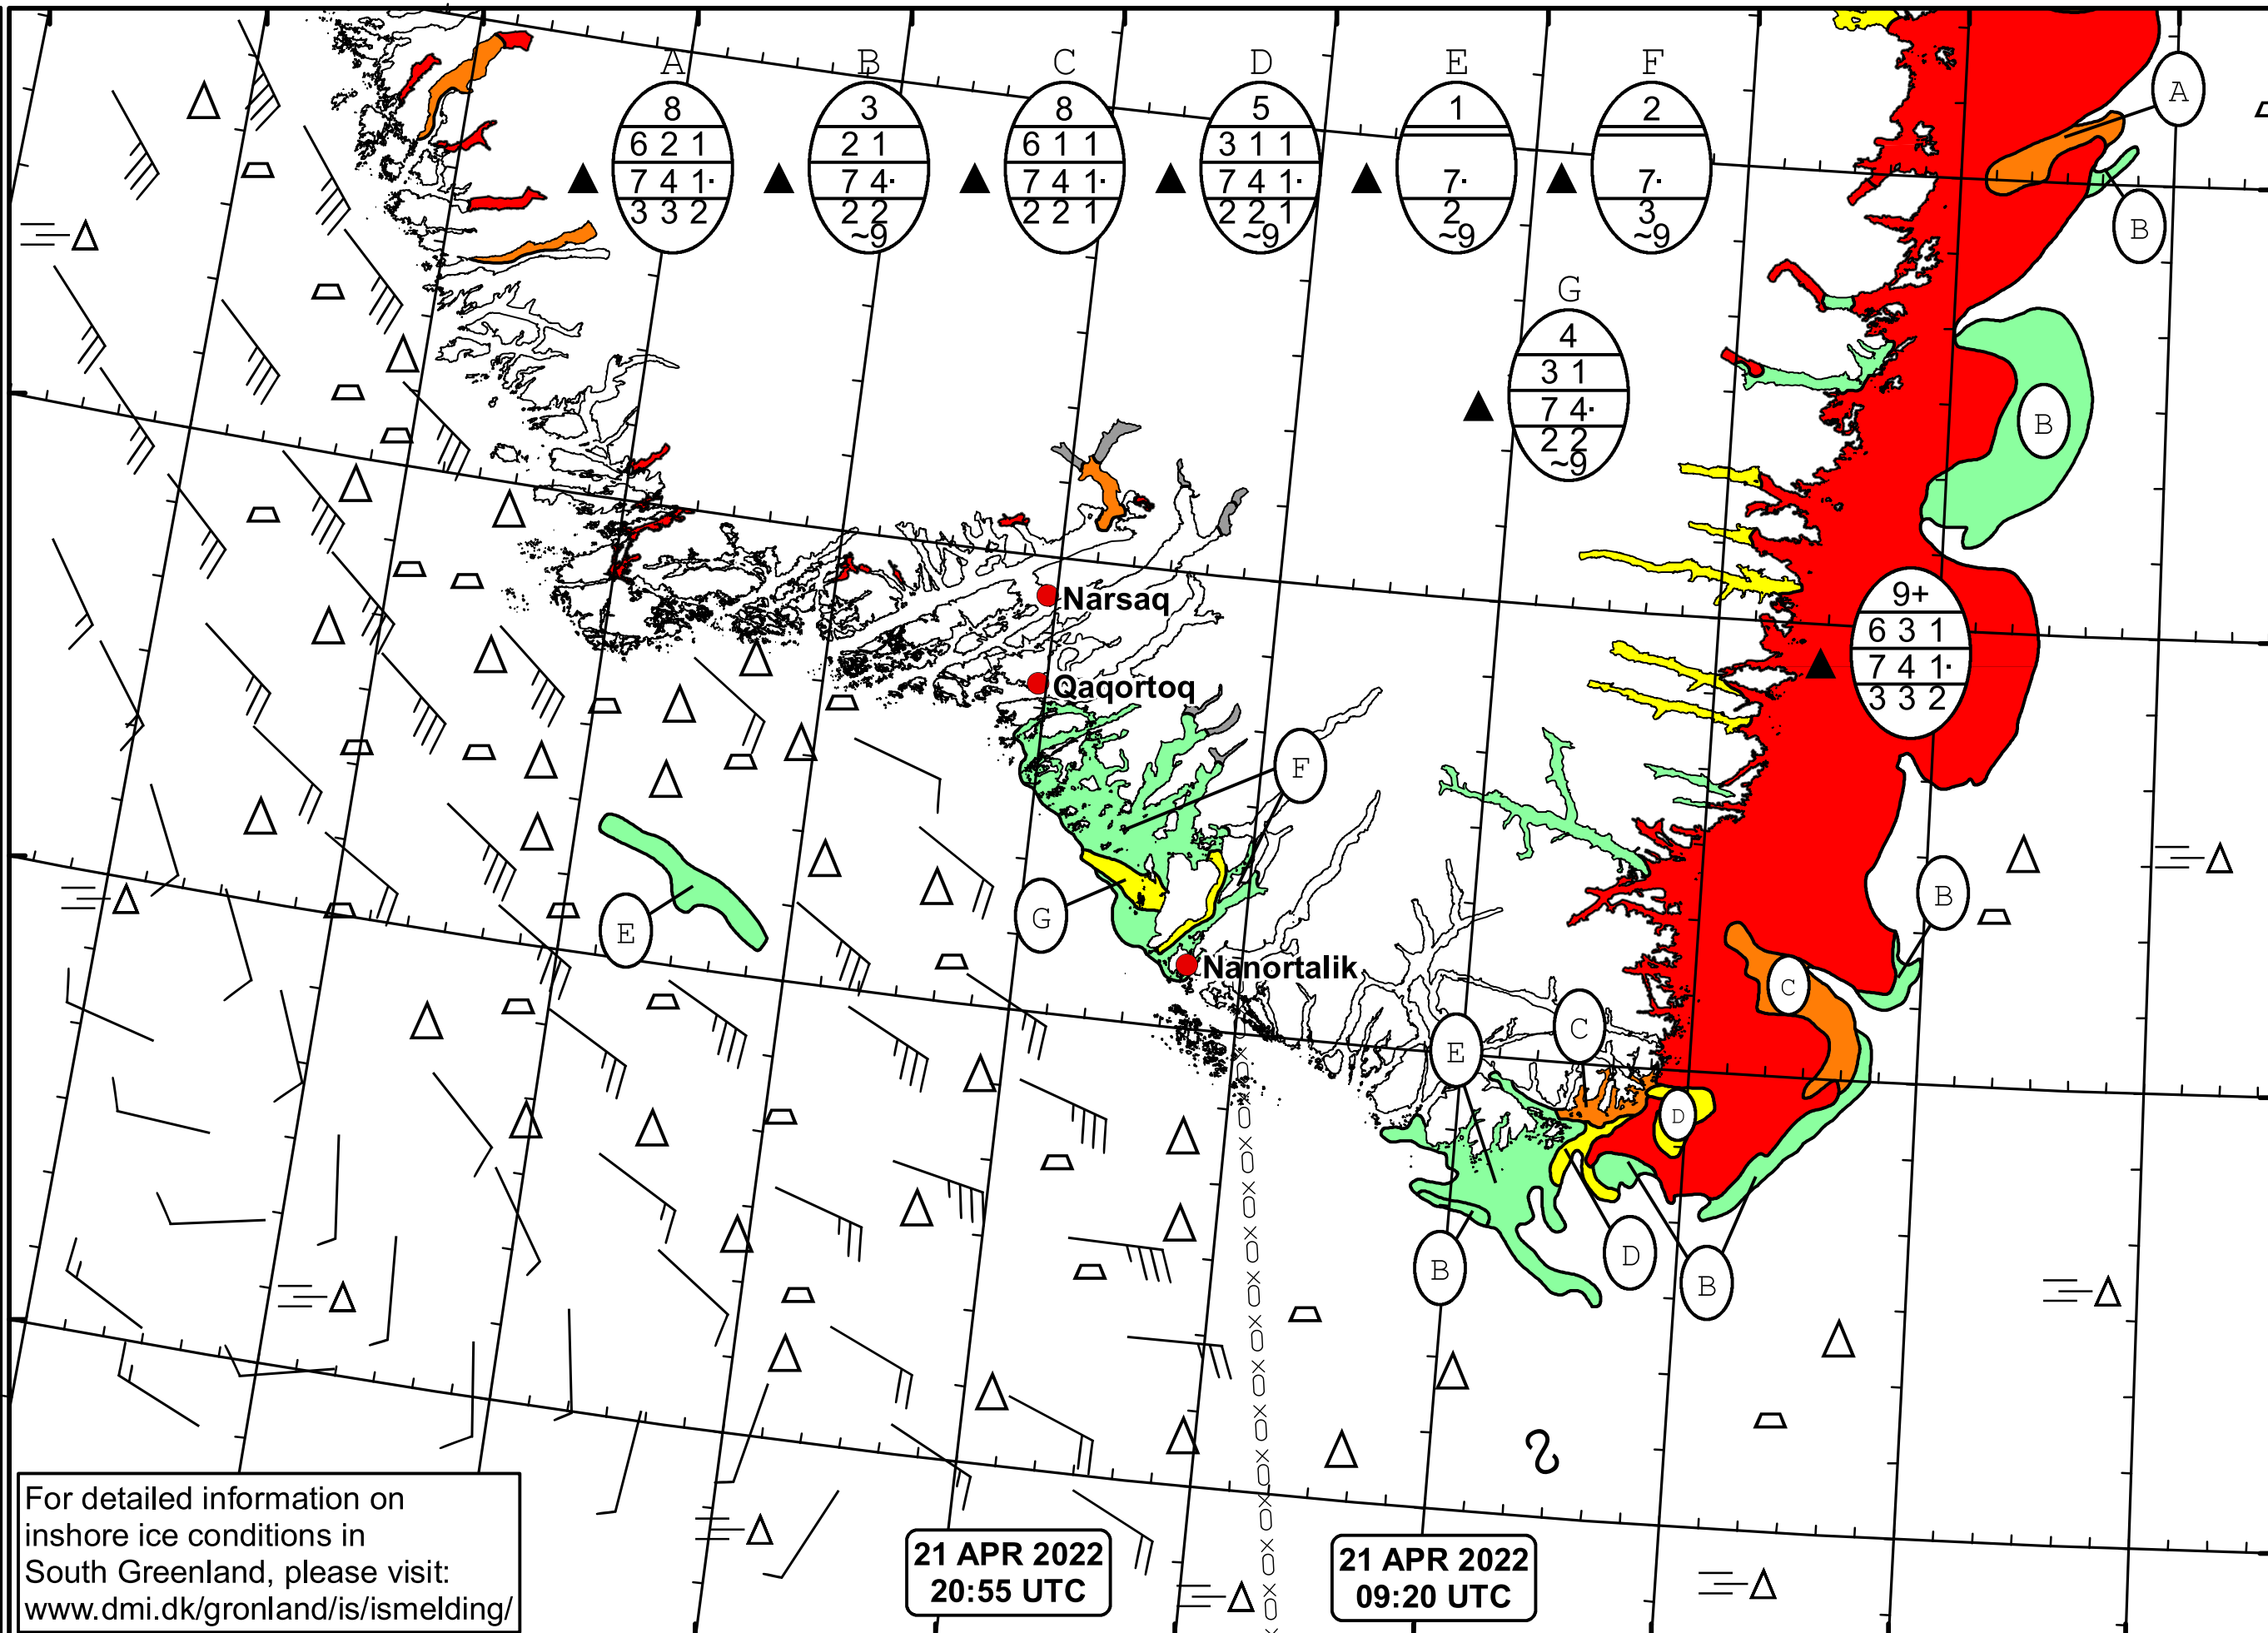 A B C D E F
8
6 2 1
7 4 1·
3 3 2
3
2 1
7 4·
2 2
~9
8
6 1 1
7 4 1·
2 2 1
5
3 1 1
7 4 1·
2 2 1
~9
1
7·
2
~9
2
7·
3
~9
G
4
3 1
7 4·
2 2
~9
A
B
B
9+
6 3 1
7 4 1·
3 3 2
Narsaq
Qaqortoq
F
B
G
E
Nanortalik
C
C
E
D
B
D
B
For detailed information on
inshore ice conditions in
South Greenland, please visit:
www.dmi.dk/gronland/is/ismelding/
21 APR 2022
20:55 UTC
21 APR 2022
09:20 UTC